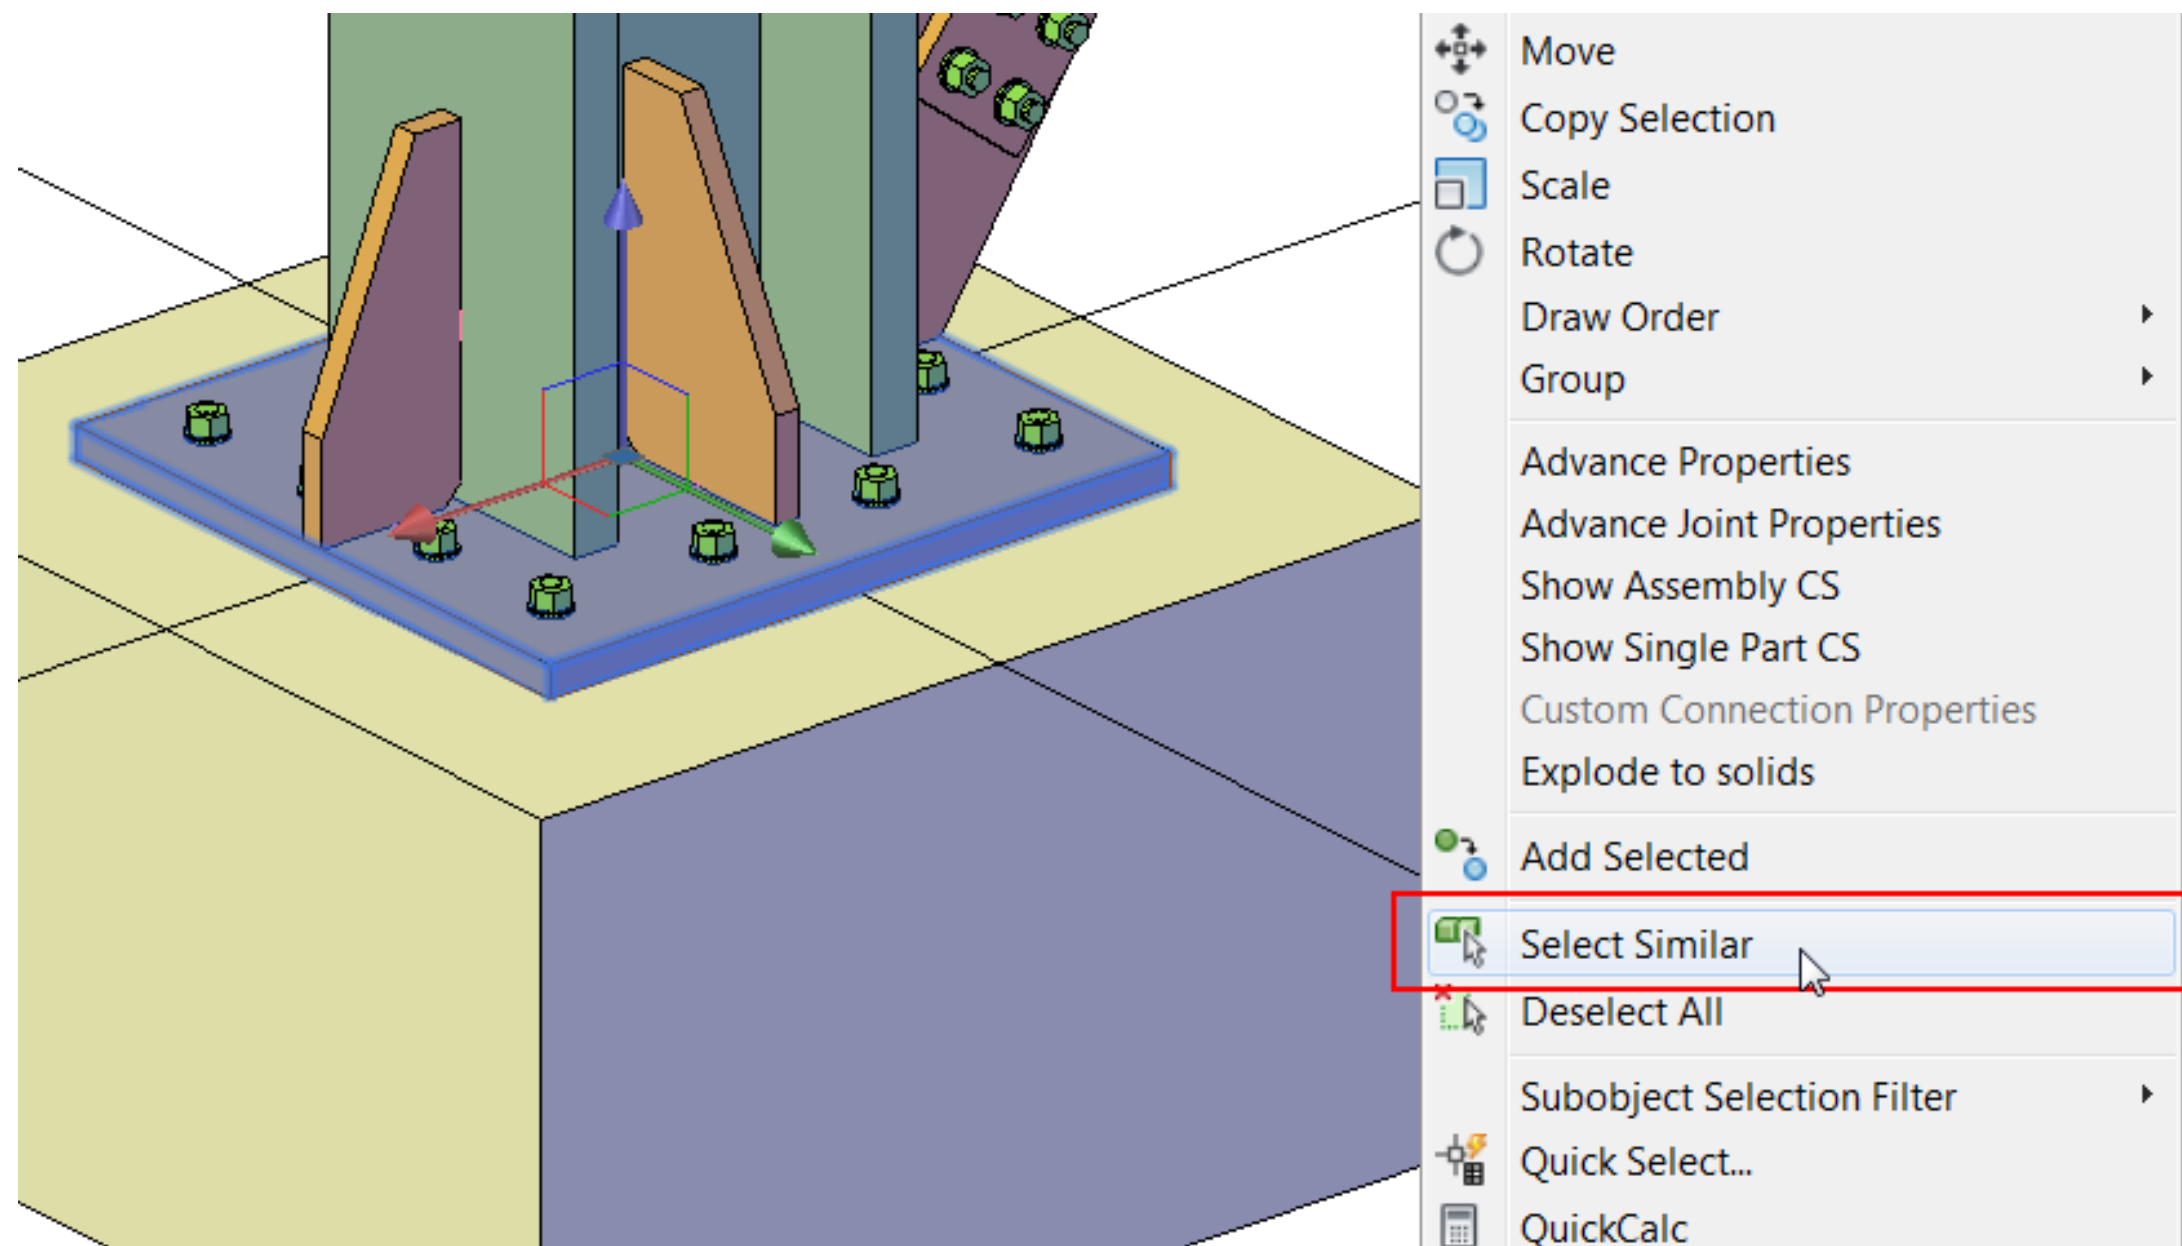 Move
Copy Selection
Scale
Rotate
Draw Order
Group
Advance Properties
Advance Joint Properties
Show Assembly CS
Show Single Part CS
Custom Connection Properties
Explode to solids
Add Selected
Select Similar
Deselect All
Subobject Selection Filter
Quick Select...
QuickCalc